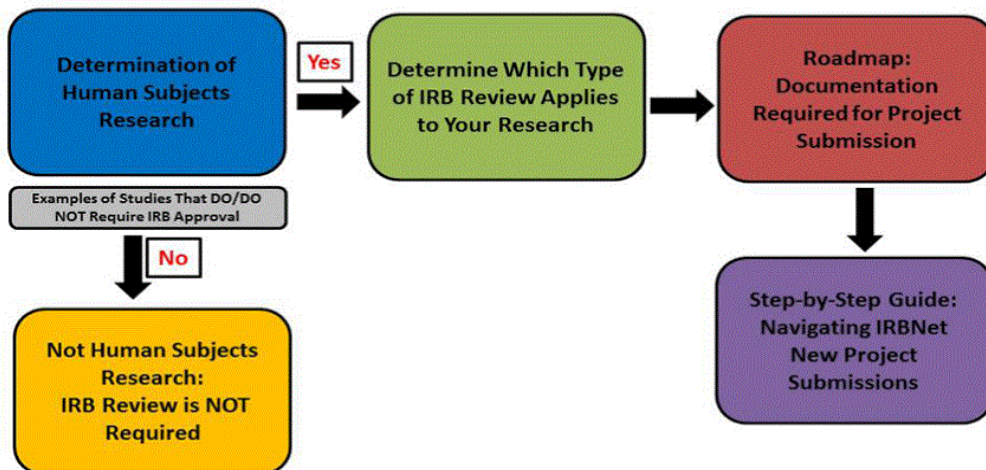 Determination of
Human Subjects
Research
Yes
Determine Which Type
of IRB Review Applies
to Your Research
Roadmap:
Documentation
Required for Project
Submission
Examples of Studies That DO/DO
NOT Require IRB Approval
No
Not Human Subjects
Research:
IRB Review is NOT
Required
Step-by-Step Guide:
Navigating IRBNet
New Project
Submissions